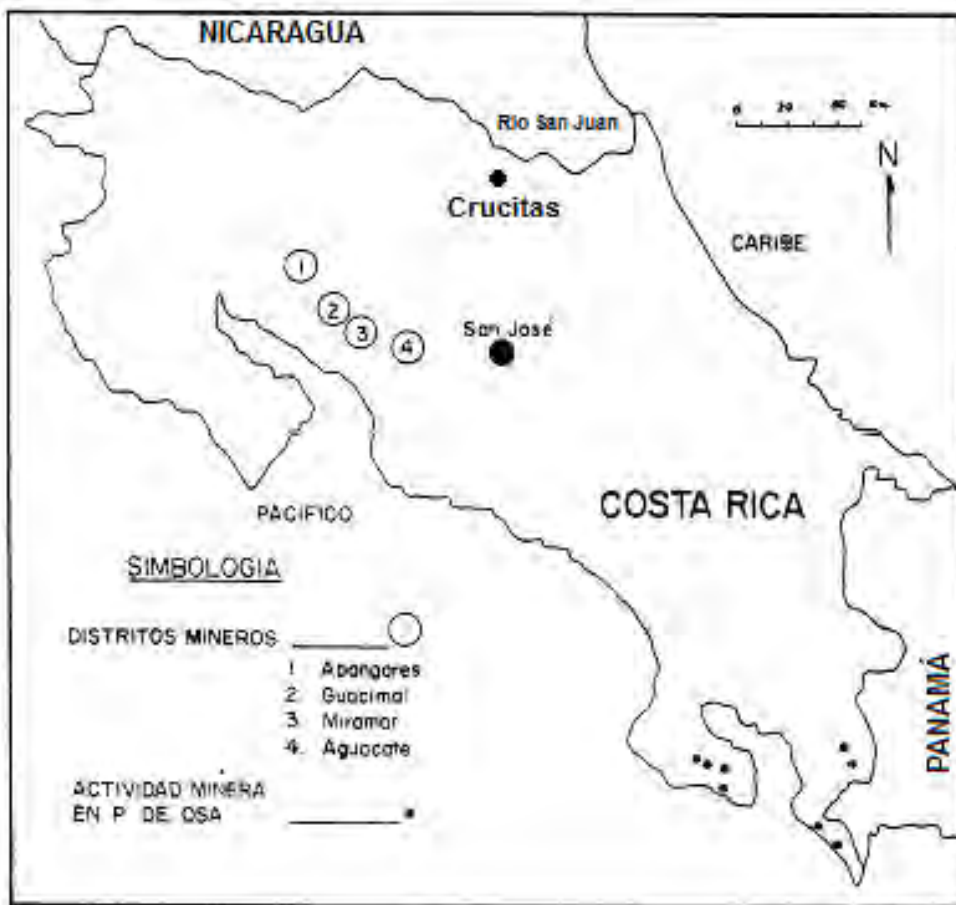 NICARAGUA
Rio San Juan
N
Crucitas
CARIBE
1
2
3
4
San José
COSTA RICA
PACIFICO
PANAMÁ
SIMBOLOGIA
DISTRITOS MINEROS
1 Abangares
2 Guacimal
3 Miramar
4. Aguacate
ACTIVIDAD MINERA
EN P. DE OSA